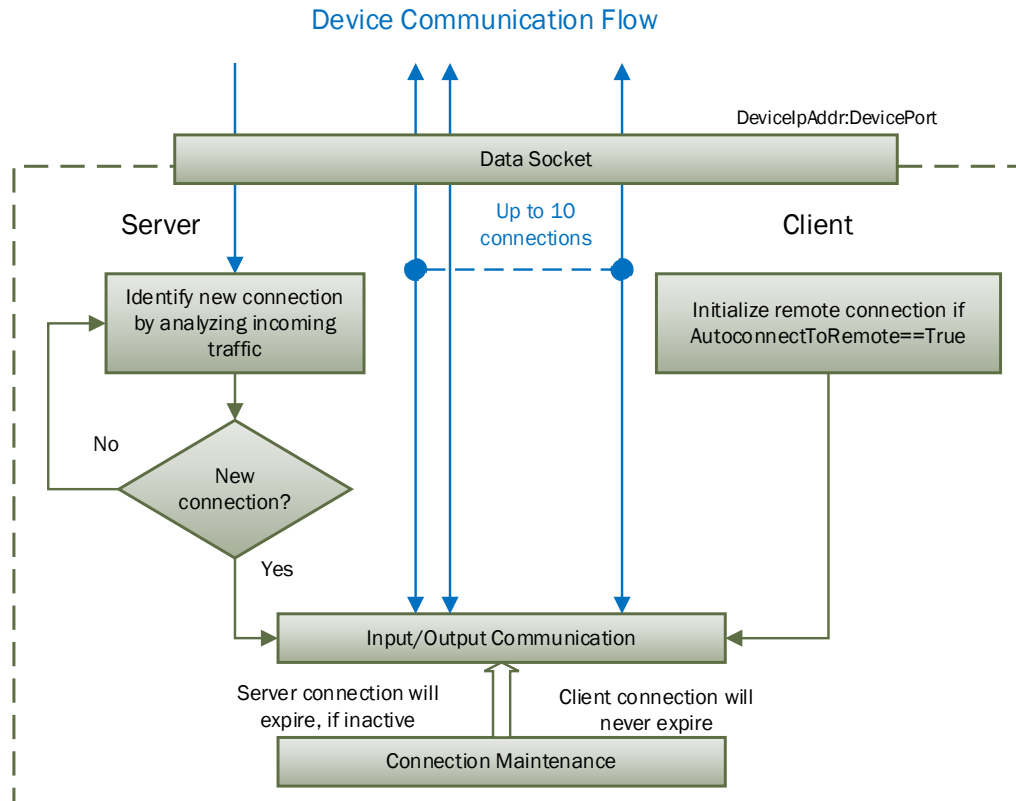 Device Communication Flow
DeviceIpAddr:DevicePort
Data Socket
Server
Up to 10
connections
Client
Identify new connection
by analyzing incoming
traffic
Initialize remote connection if
AutoconnectToRemote==True
No
New
connection?
Yes
Input/Output Communication
Server connection will
expire, if inactive
Client connection will
never expire
Connection Maintenance